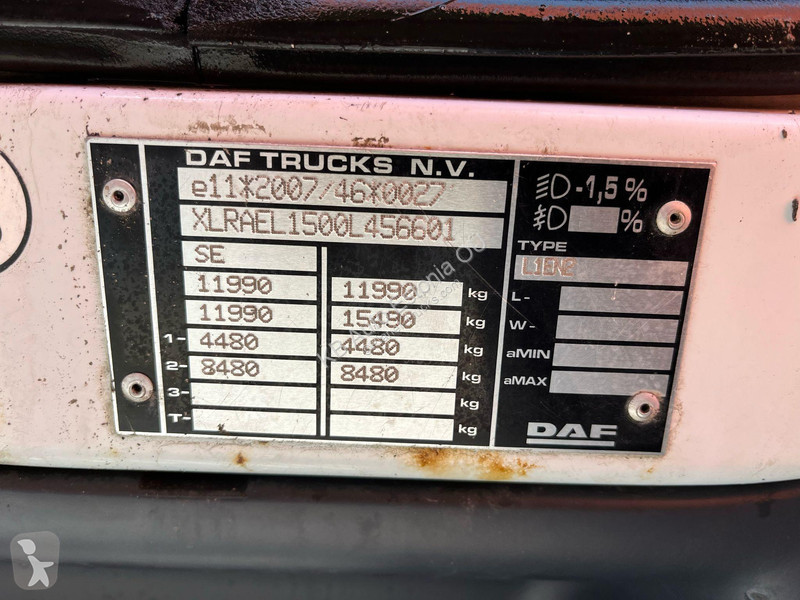 DAF TRUCKS N.V.
e11*2007/46*0027
XLRAEL1500L456601
SE
11990 11990 kg
11990 15490 kg
1- 4480 4480 kg
2- 8480 8480 kg
3- kg
T- kg
-1,5%
%
TYPE
L1EN2
L-
W-
aMIN
aMAX
DAF